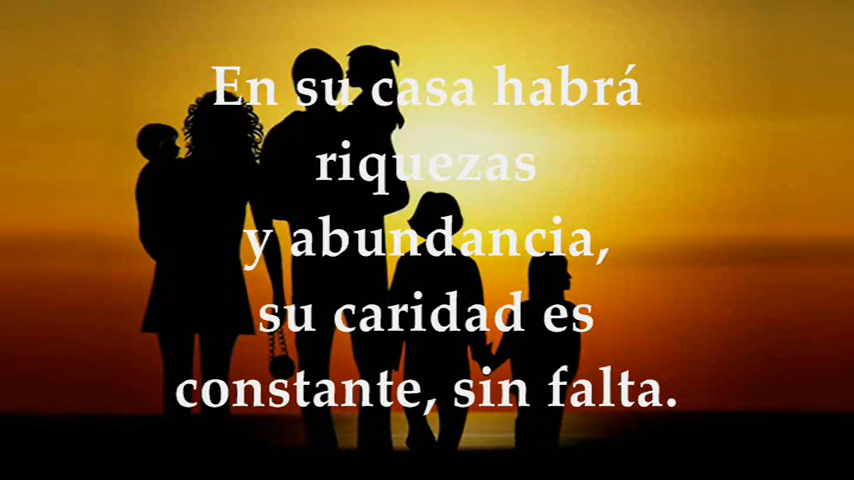 En su casa habrá
riquezas
y abundancia,
su caridad es
constante, sin falta.